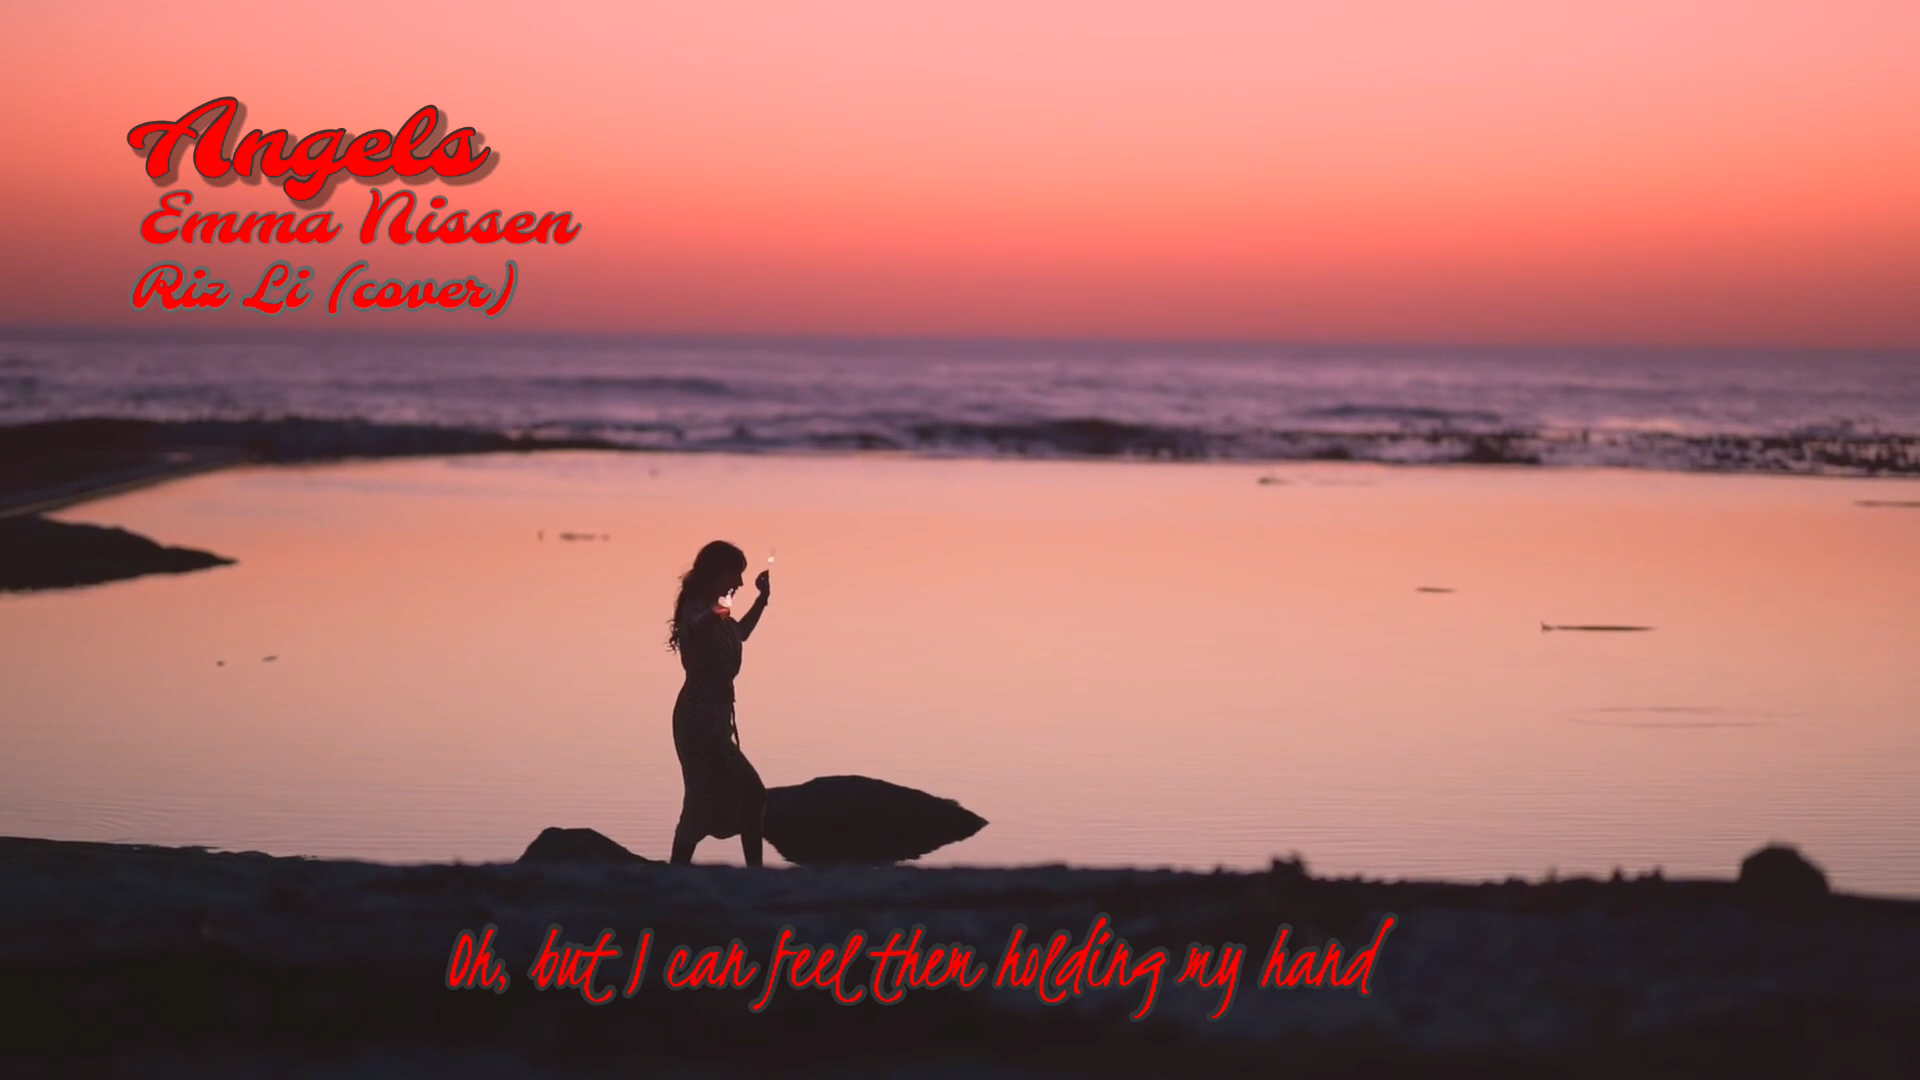 Angels
Emma Nissen
Riz Li (cover)
Oh, but I can feel them holding my hand